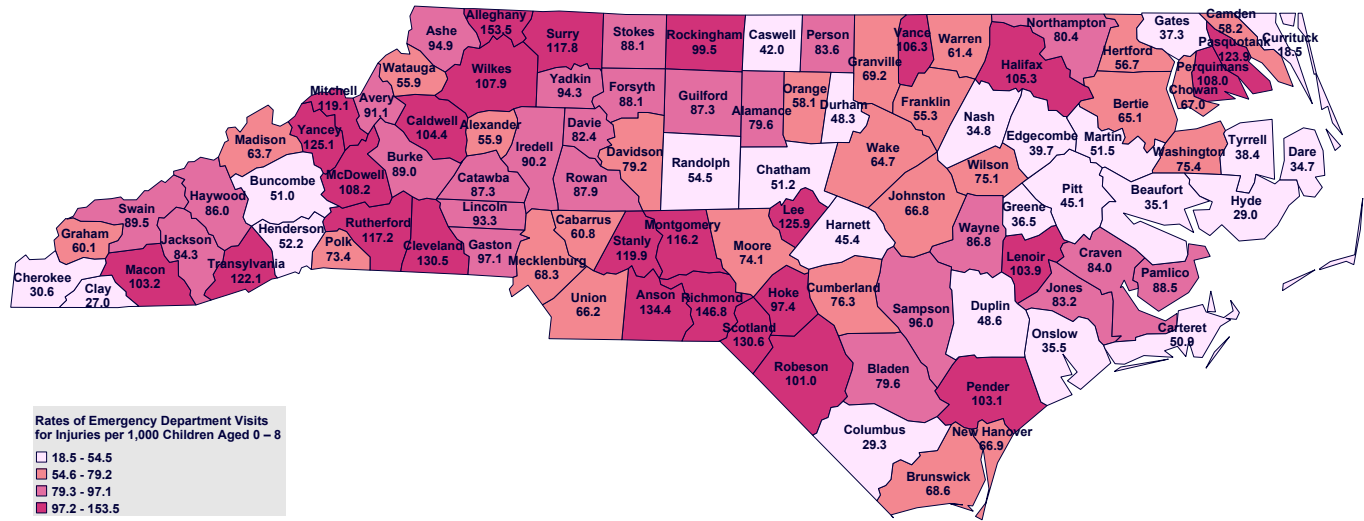 Alleghany
153.5
Ashe
94.9
Surry
117.8
Stokes
88.1
Rockingham
99.5
Caswell
42.0
Person
83.6
Vance
106.3
Warren
61.4
Northampton
80.4
Gates
37.3
Camden
58.2
Currituck
18.5
Pasquotank
123.9
Perquimans
108.0
Chowan
67.0
Hertford
56.7
Halifax
105.3
Granville
69.2
Watauga
55.9
Wilkes
107.9
Yadkin
94.3
Forsyth
88.1
Guilford
87.3
Alamance
79.6
Orange
58.1
Durham
48.3
Franklin
55.3
Nash
34.8
Edgecombe
39.7
Bertie
65.1
Martin
51.5
Washington
75.4
Tyrrell
38.4
Dare
34.7
Mitchell
119.1
Avery
91.1
Caldwell
104.4
Alexander
55.9
Iredell
90.2
Davie
82.4
Davidson
79.2
Randolph
54.5
Chatham
51.2
Wake
64.7
Wilson
75.1
Pitt
45.1
Beaufort
35.1
Hyde
29.0
Madison
63.7
Yancey
125.1
Burke
89.0
McDowell
108.2
Catawba
87.3
Rowan
87.9
Lincoln
93.3
Buncombe
51.0
Haywood
86.0
Swain
89.5
Graham
60.1
Jackson
84.3
Henderson
52.2
Polk
73.4
Rutherford
117.2
Cleveland
130.5
Gaston
97.1
Mecklenburg
68.3
Cabarrus
60.8
Stanly
119.9
Montgomery
116.2
Moore
74.1
Lee
125.9
Harnett
45.4
Johnston
66.8
Wayne
86.8
Greene
36.5
Lenoir
103.9
Craven
84.0
Pamlico
88.5
Jones
83.2
Carteret
50.9
Cherokee
30.6
Clay
27.0
Macon
103.2
Transylvania
122.1
Union
66.2
Anson
134.4
Richmond
146.8
Scotland
130.6
Hoke
97.4
Cumberland
76.3
Sampson
96.0
Duplin
48.6
Onslow
35.5
Robeson
101.0
Bladen
79.6
Pender
103.1
Columbus
29.3
New Hanover
66.9
Brunswick
68.6
Rates of Emergency Department Visits
for Injuries per 1,000 Children Aged 0 – 8
18.5 - 54.5
54.6 - 79.2
79.3 - 97.1
97.2 - 153.5